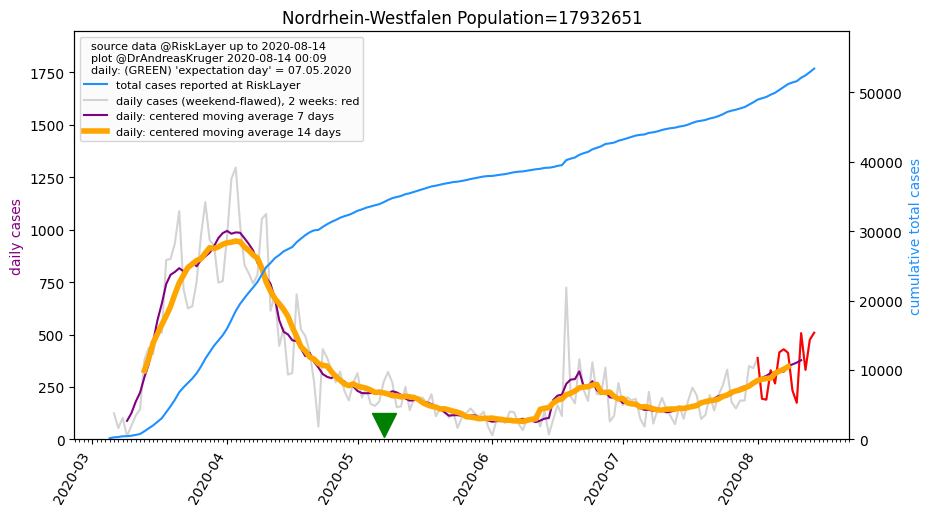 Nordrhein-Westfalen Population=17932651
source data @RiskLayer up to 2020-08-14
plot @DrAndreasKruger 2020-08-14 00:09
daily: (GREEN) 'expectation day' = 07.05.2020
total cases reported at RiskLayer
daily cases (weekend-flawed), 2 weeks: red
daily: centered moving average 7 days
daily: centered moving average 14 days
daily cases
1750
1500
1250
1000
750
500
250
0
cumulative total cases
50000
40000
30000
20000
10000
0
2020-03
2020-04
2020-05
2020-06
2020-07
2020-08